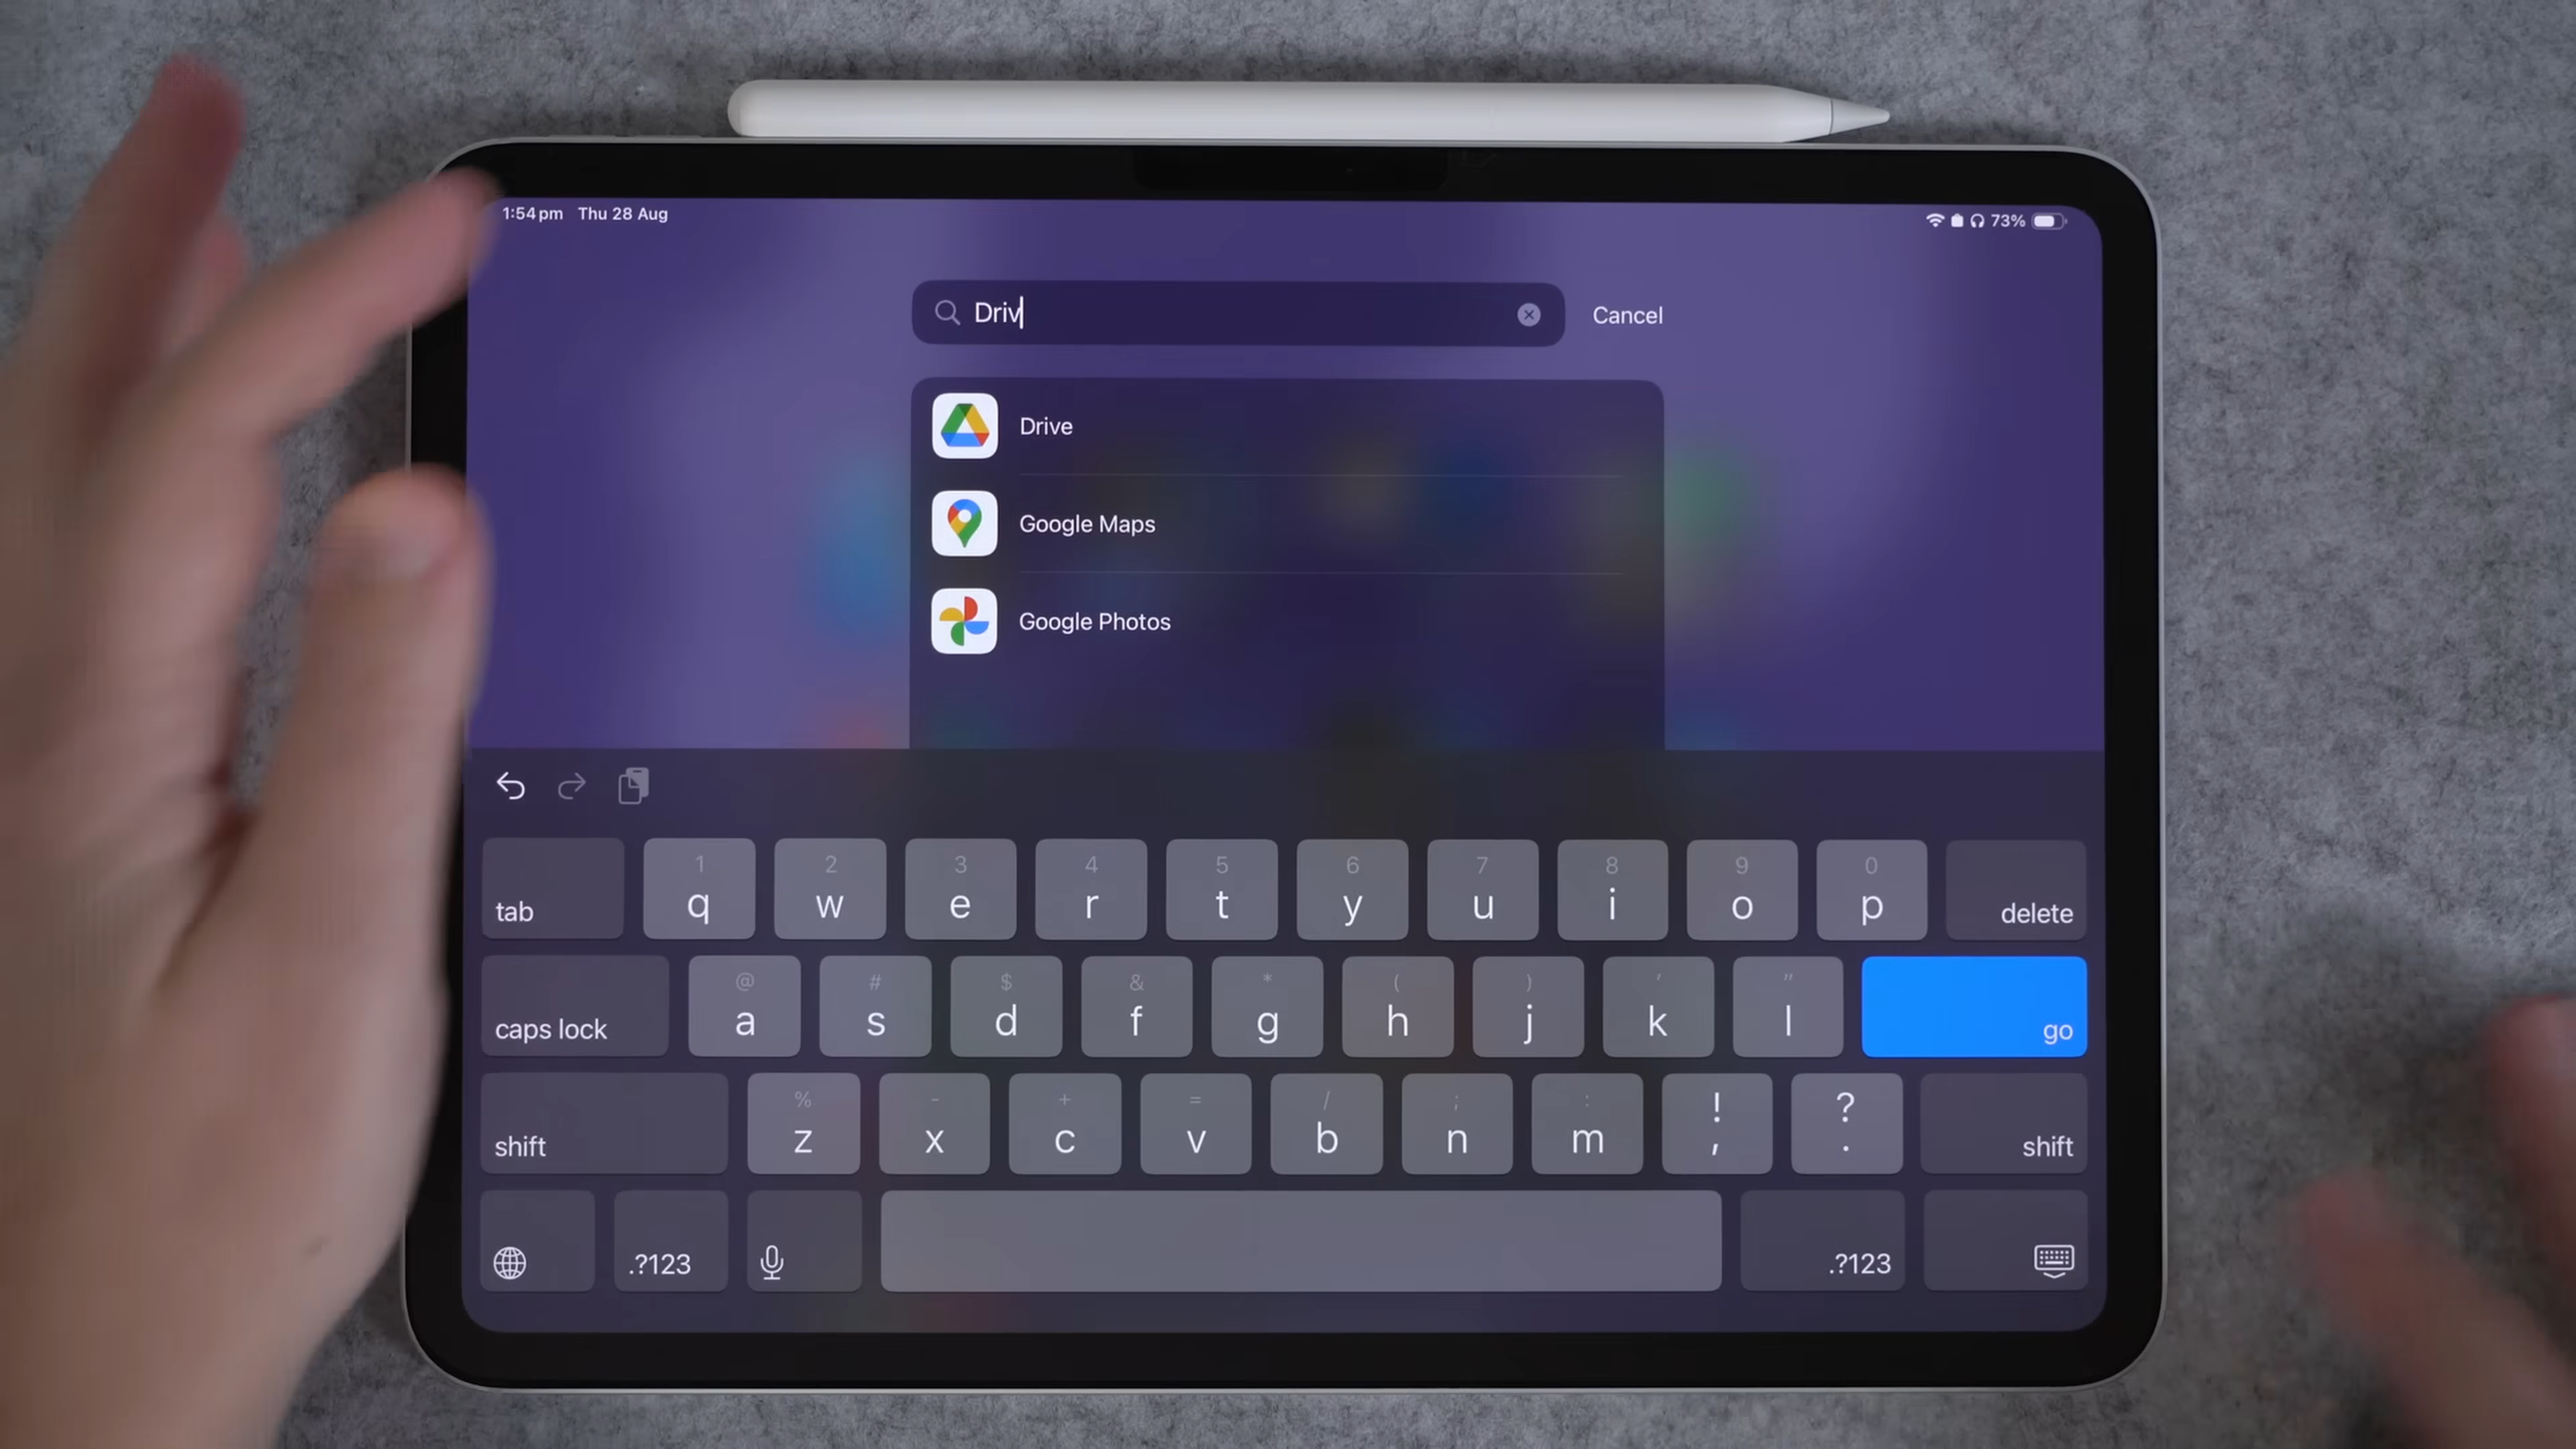 1:54 pm Thu 28 Aug
73%
Driv
Cancel
Drive
Google Maps
Google Photos
tab
1 q
2 w
3 e
4 r
5 t
6 y
7 u
8 i
9 o
0 p
delete
caps lock
@ a
# s
$ d
& f
* g
( h
) j
' k
" l
go
shift
% z
- x
+ c
= v
/ b
; n
: m
! ,
? .
shift
.?123
.?123